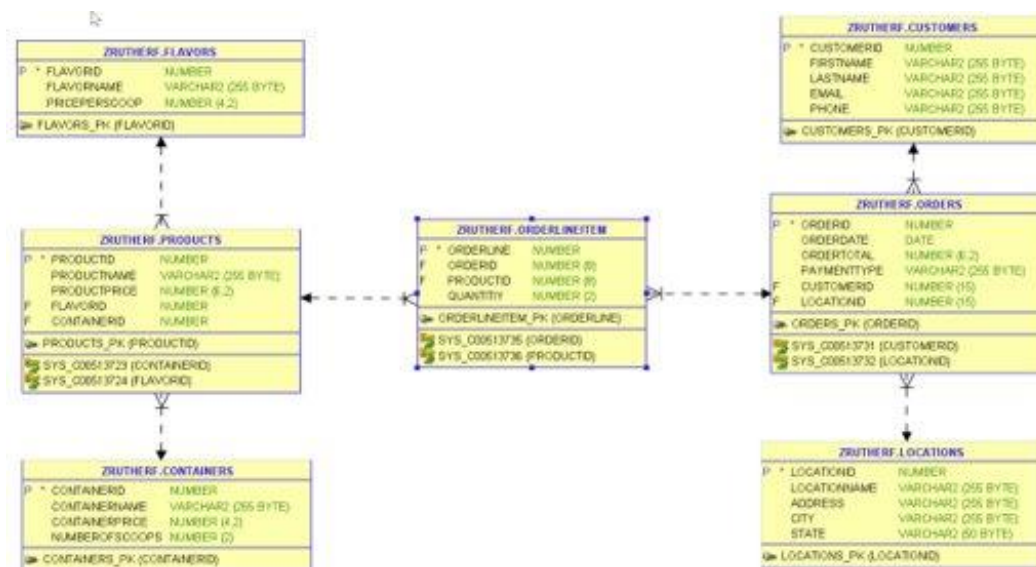 ZRUTHERF.FLAVORS
P * FLAVORID NUMBER
FLAVORNAME VARCHAR2 (255 BYTE)
PRICEPERSCOOP NUMBER (4,2)
FLAVORS_PK (FLAVORID)
ZRUTHERF.PRODUCTS
P * PRODUCTID NUMBER
PRODUCTNAME VARCHAR2 (255 BYTE)
PRODUCTPRICE NUMBER (6,2)
F FLAVORID NUMBER
F CONTAINERID NUMBER
PRODUCTS_PK (PRODUCTID)
SYS_C00513723 (CONTAINERID)
SYS_C00513724 (FLAVORID)
ZRUTHERF.CONTAINERS
P * CONTAINERID NUMBER
CONTAINERNAME VARCHAR2 (255 BYTE)
CONTAINERPRICE NUMBER (4,2)
NUMBEROFSCOOPS NUMBER (2)
CONTAINERS_PK (CONTAINERID)
ZRUTHERF.ORDERLINEITEM
P * ORDERLINE NUMBER
F ORDERID NUMBER
F PRODUCTID NUMBER
QUANTITIY NUMBER (2)
ORDERLINEITEM_PK (ORDERLINE)
SYS_C00513735 (ORDERID)
SYS_C00513736 (PRODUCTID)
ZRUTHERF.CUSTOMERS
P * CUSTOMERID NUMBER
FIRSTNAME VARCHAR2 (255 BYTE)
LASTNAME VARCHAR2 (255 BYTE)
EMAIL VARCHAR2 (255 BYTE)
PHONE VARCHAR2 (255 BYTE)
CUSTOMERS_PK (CUSTOMERID)
ZRUTHERF.ORDERS
P * ORDERID NUMBER
ORDERDATE DATE
ORDERTOTAL NUMBER (6,2)
PAYMENTTYPE VARCHAR2 (255 BYTE)
F CUSTOMERID NUMBER (15)
F LOCATIONID NUMBER (15)
ORDERS_PK (ORDERID)
SYS_C00513731 (CUSTOMERID)
SYS_C00513732 (LOCATIONID)
ZRUTHERF.LOCATIONS
P * LOCATIONID NUMBER
LOCATIONNAME VARCHAR2 (255 BYTE)
ADDRESS VARCHAR2 (255 BYTE)
CITY VARCHAR2 (255 BYTE)
STATE VARCHAR2 (50 BYTE)
LOCATIONS_PK (LOCATIONID)